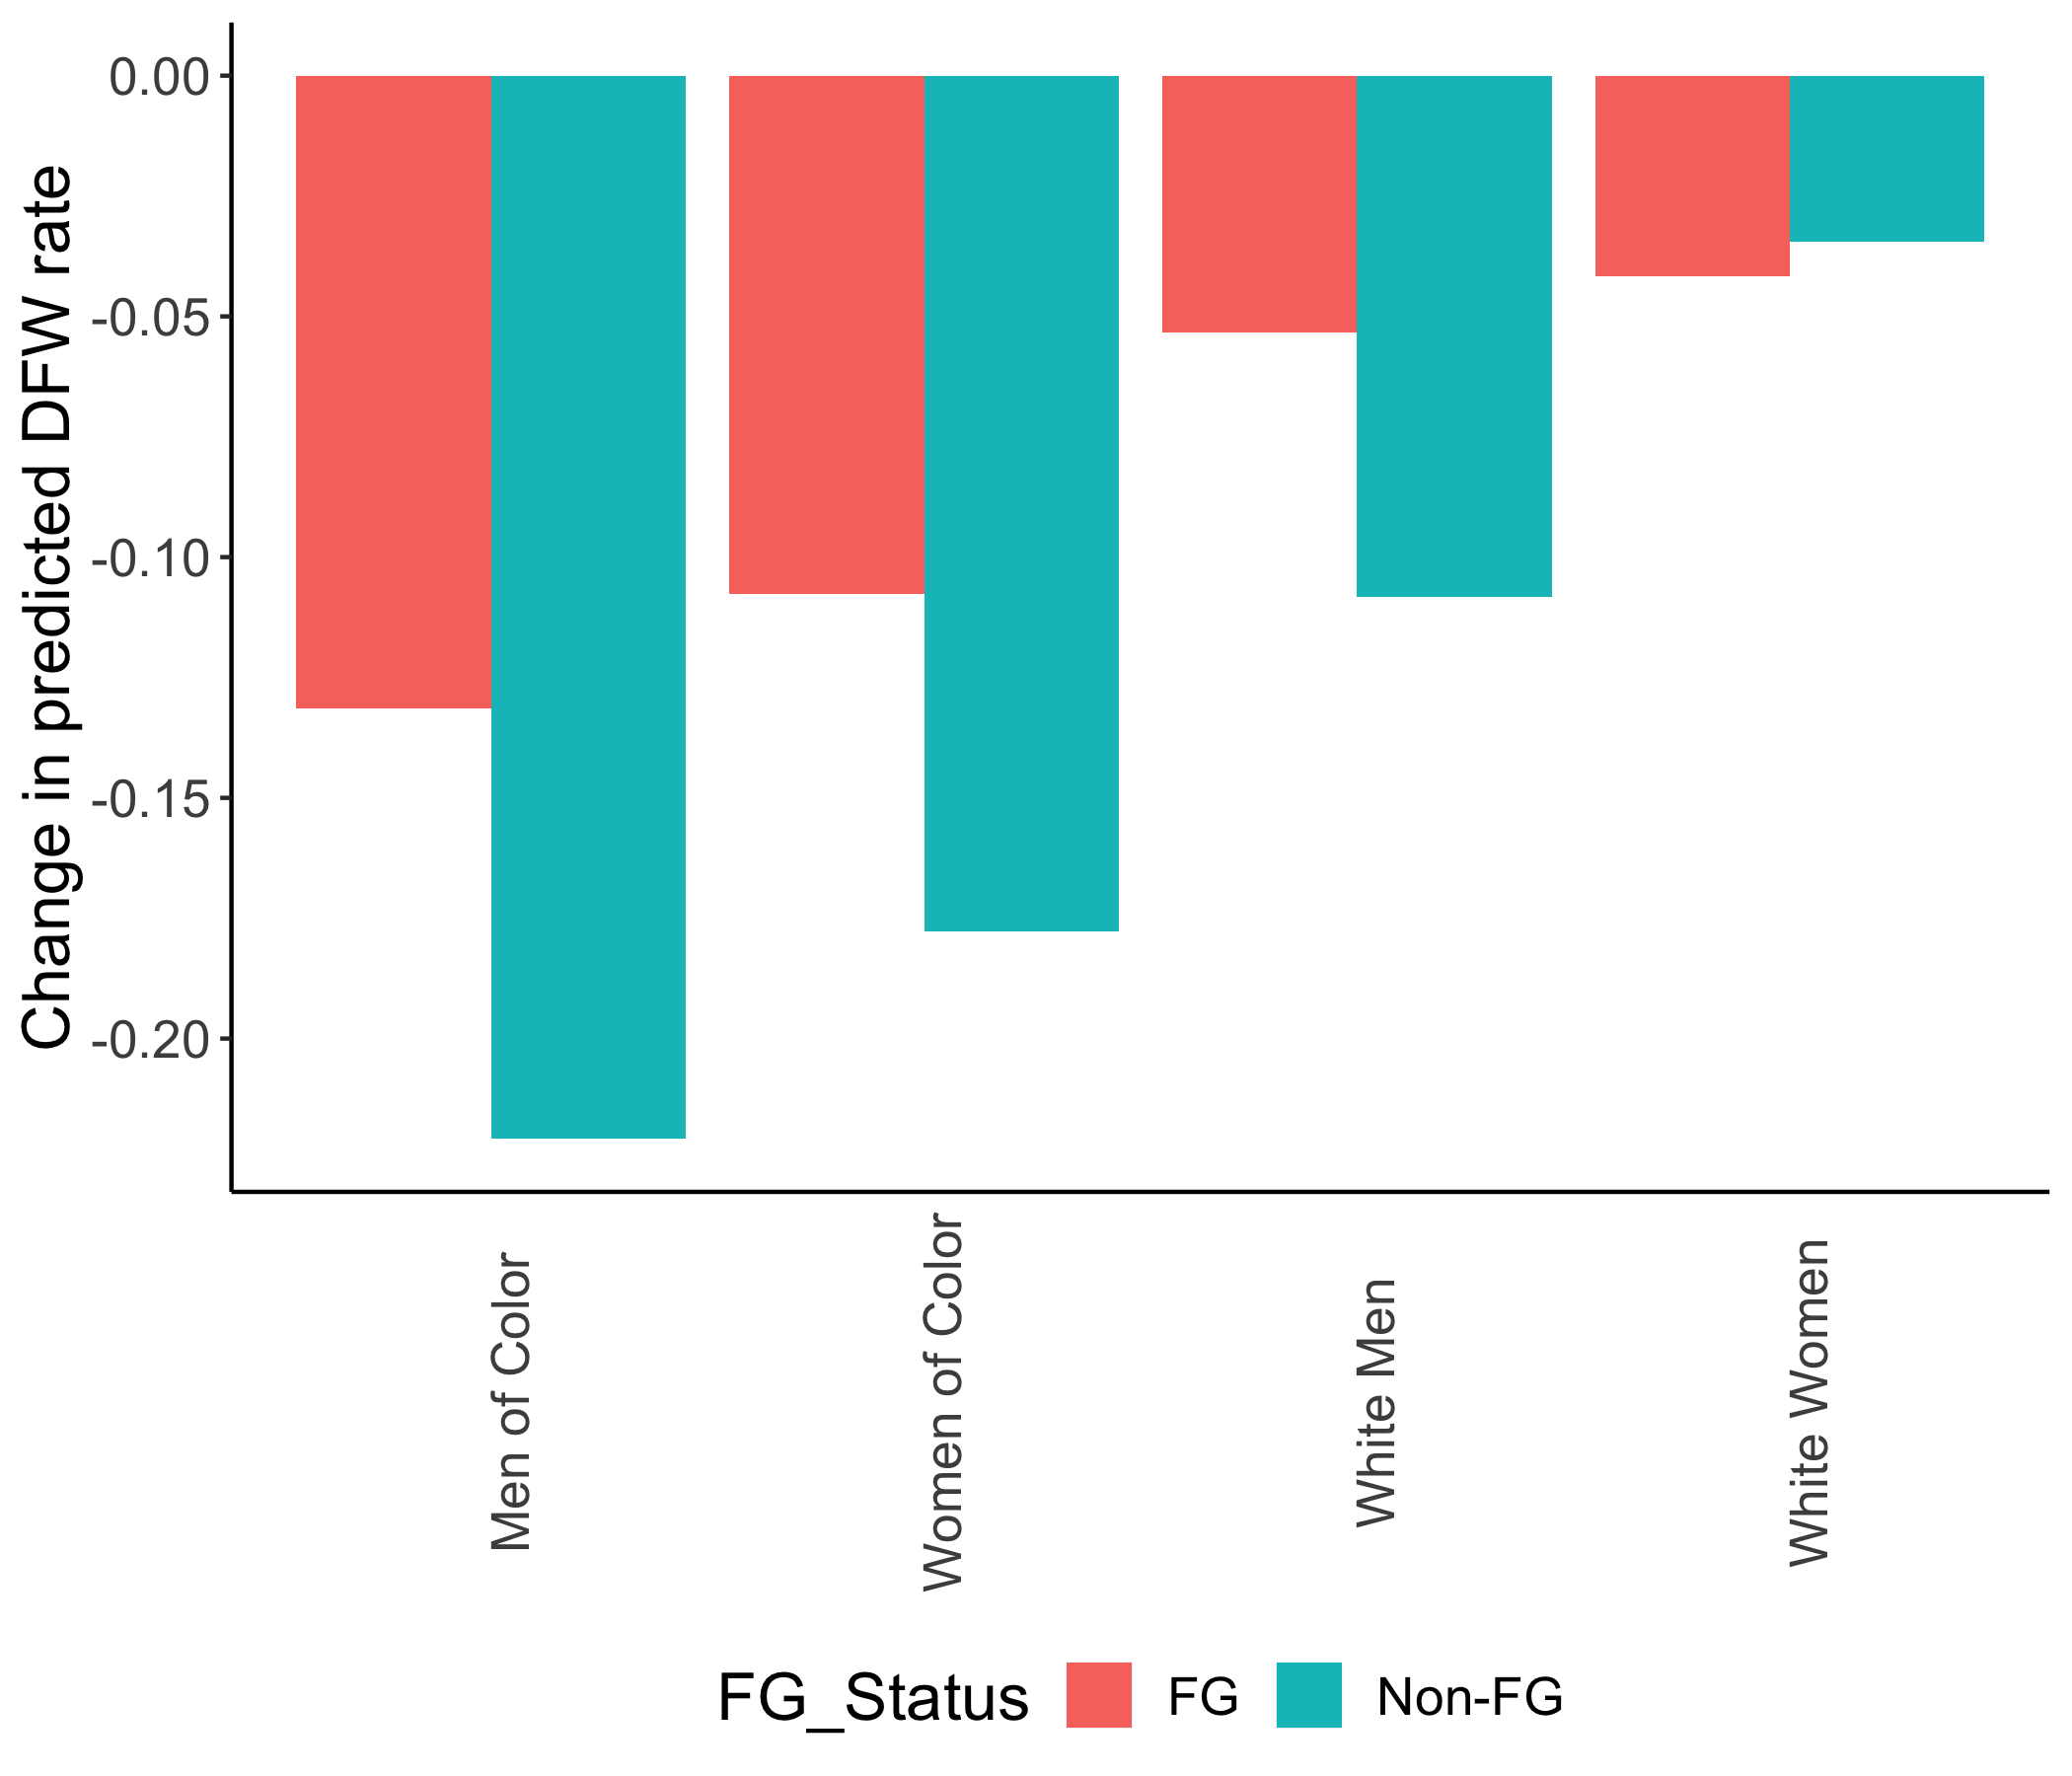 Change in predicted DFW rate
0.00
-0.05
-0.10
-0.15
-0.20
Men of Color
Women of Color
White Men
White Women
FG_Status FG Non-FG